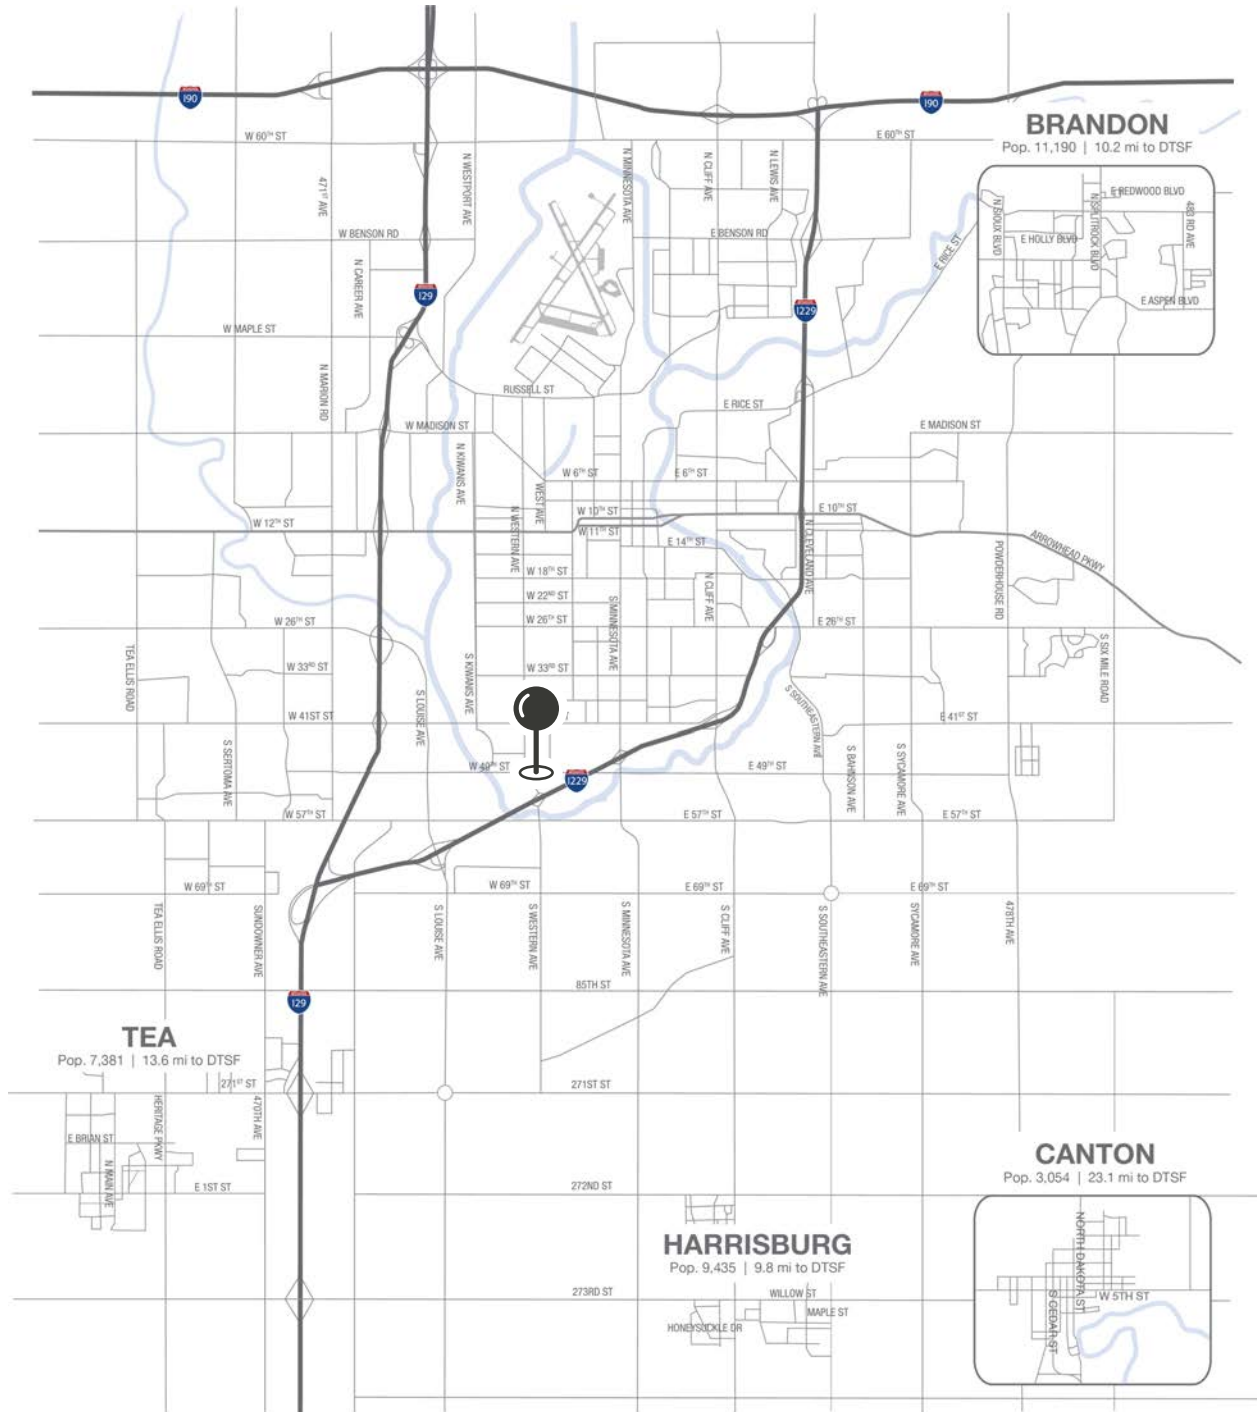 I90
I90
BRANDON
Pop. 11,190 | 10.2 mi to DTSF
W 60TH ST
E 60TH ST
471ST AVE
N WESTPORT AVE
N MINNESOTA AVE
N CLIFF AVE
N LEWIS AVE
E REDWOOD BLVD
N SIOUX BLVD
N SPLITROCK BLVD
483 RD AVE
E HOLLY BLVD
E ASPEN BLVD
W BENSON RD
E BENSON RD
E RICE ST
N CAREER AVE
I29
I229
W MAPLE ST
N MARION RD
RUSSELL ST
E RICE ST
W MADISON ST
E MADISON ST
N KIWANIS AVE
W 6TH ST
E 6TH ST
WEST AVE
N WESTERN AVE
W 10TH ST
E 10TH ST
W 12TH ST
W 11TH ST
E 14TH ST
N CLEVELAND AVE
ARROWHEAD PKWY
POWDERHOUSE RD
W 18TH ST
N CLIFF AVE
W 22ND ST
S MINNESOTA AVE
W 26TH ST
W 26TH ST
E 26TH ST
TEA ELLIS ROAD
W 33RD ST
S KIWANIS AVE
W 33RD ST
S SIX MILE ROAD
S LOUISE AVE
S SOUTHEASTERN AVE
W 41ST ST
E 41ST ST
S SERTOMA AVE
S BAHNSON AVE
S SYCAMORE AVE
W 49TH ST
I229
E 49TH ST
W 57TH ST
E 57TH ST
E 57TH ST
W 69TH ST
W 69TH ST
E 69TH ST
E 69TH ST
TEA ELLIS ROAD
SUNDOWNER AVE
S LOUISE AVE
S WESTERN AVE
S MINNESOTA AVE
S CLIFF AVE
S SOUTHEASTERN AVE
SYCAMORE AVE
478TH AVE
85TH ST
I29
TEA
Pop. 7,381 | 13.6 mi to DTSF
271ST ST
271ST ST
HERITAGE PKWY
470TH AVE
E BRIAN ST
N MAIN AVE
E 1ST ST
272ND ST
CANTON
Pop. 3,054 | 23.1 mi to DTSF
NORTH DAKOTA ST
S CEDAR ST
W 5TH ST
HARRISBURG
Pop. 9,435 | 9.8 mi to DTSF
273RD ST
WILLOW ST
MAPLE ST
HONEYSUCKLE DR